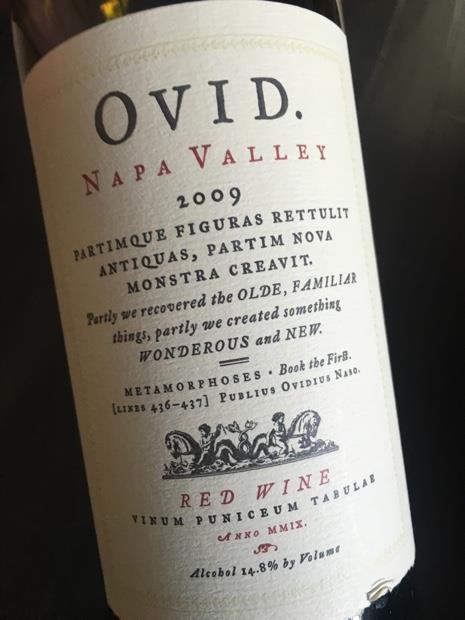 OVID.
NAPA VALLEY
2009
PARTIMQUE FIGURAS RETTULIT
ANTIQUAS, PARTIM NOVA
MONSTRA CREAVIT.
Partly we recovered the OLDE, FAMILIAR
things, partly we created something
WONDEROUS and NEW.
METAMORPHOSES • Book the First.
[LINES 436–437] PUBLIUS OVIDIUS NASO.
RED WINE
VINUM PUNICEUM TABULAE
ANNO MMIX.
Alcohol 14.8% by Volume